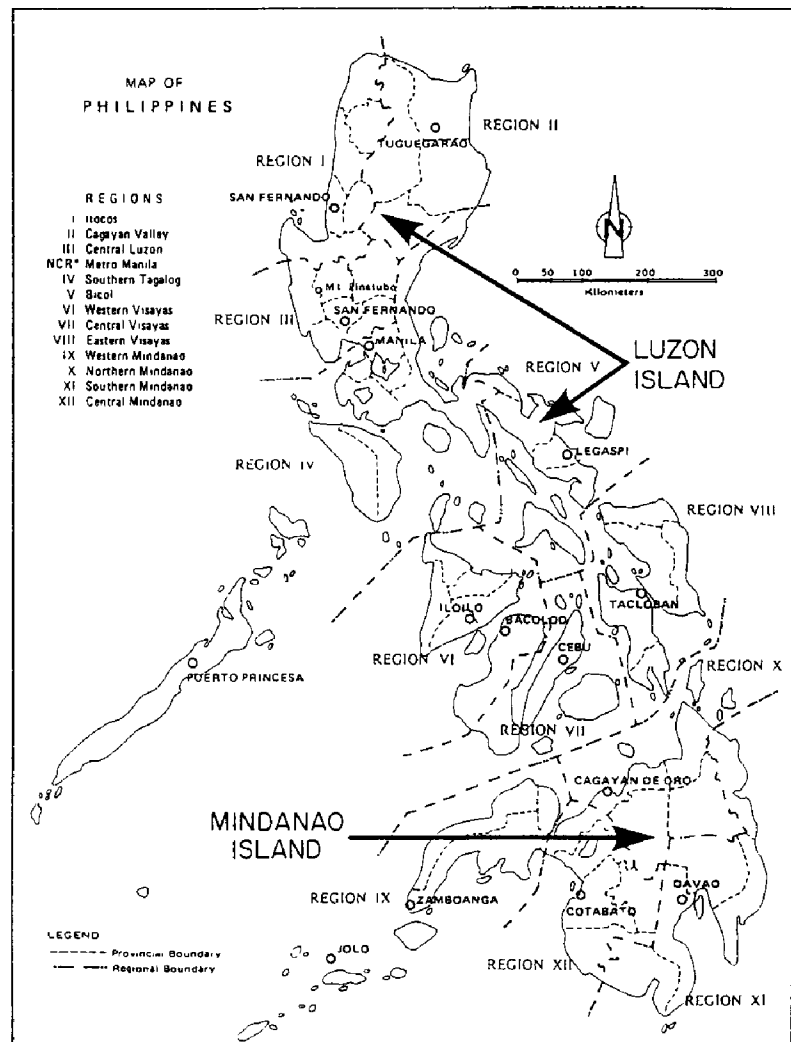 MAP OF
PHILIPPINES
REGIONS
I Ilocos
II Cagayan Valley
III Central Luzon
NCR* Metro Manila
IV Southern Tagalog
V Bicol
VI Western Visayas
VII Central Visayas
VIII Eastern Visayas
IX Western Mindanao
X Northern Mindanao
XI Southern Mindanao
XII Central Mindanao
REGION II
TUGUEGARAO
REGION I
SAN FERNANDO
N
0 50 100 200 300
Kilometers
Mt. Pinatubo
SAN FERNANDO
REGION III
MANILA
REGION V
LUZON
ISLAND
LEGASPI
REGION IV
REGION VIII
ILOILO
TACLOBAN
BACOLOD
CEBU
REGION VI
REGION X
PUERTO PRINCESA
REGION VII
CAGAYAN DE ORO
MINDANAO
ISLAND
REGION IX
ZAMBOANGA
COTABATO
DAVAO
LEGEND
Provincial Boundary
Regional Boundary
JOLO
REGION XII
REGION XI